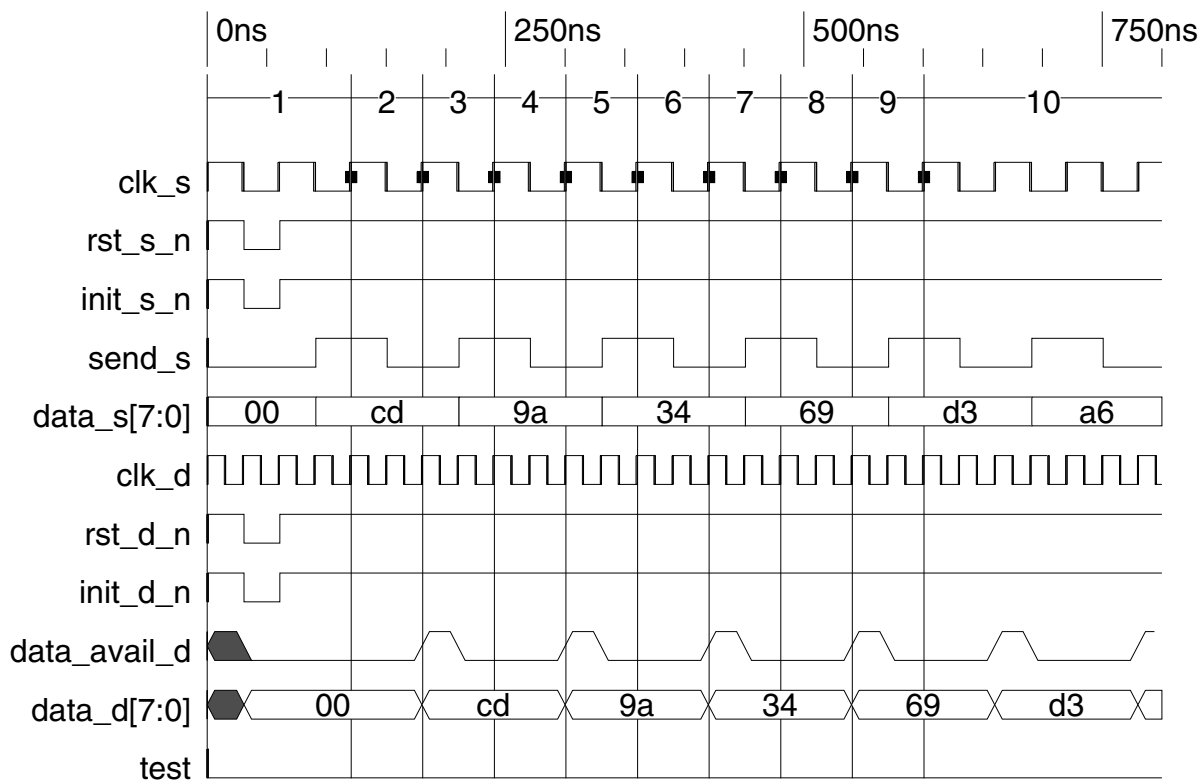 0ns 250ns 500ns 750ns
1 2 3 4 5 6 7 8 9 10
clk_s
rst_s_n
init_s_n
send_s
data_s[7:0] 00 cd 9a 34 69 d3 a6
clk_d
rst_d_n
init_d_n
data_avail_d
data_d[7:0] 00 cd 9a 34 69 d3
test